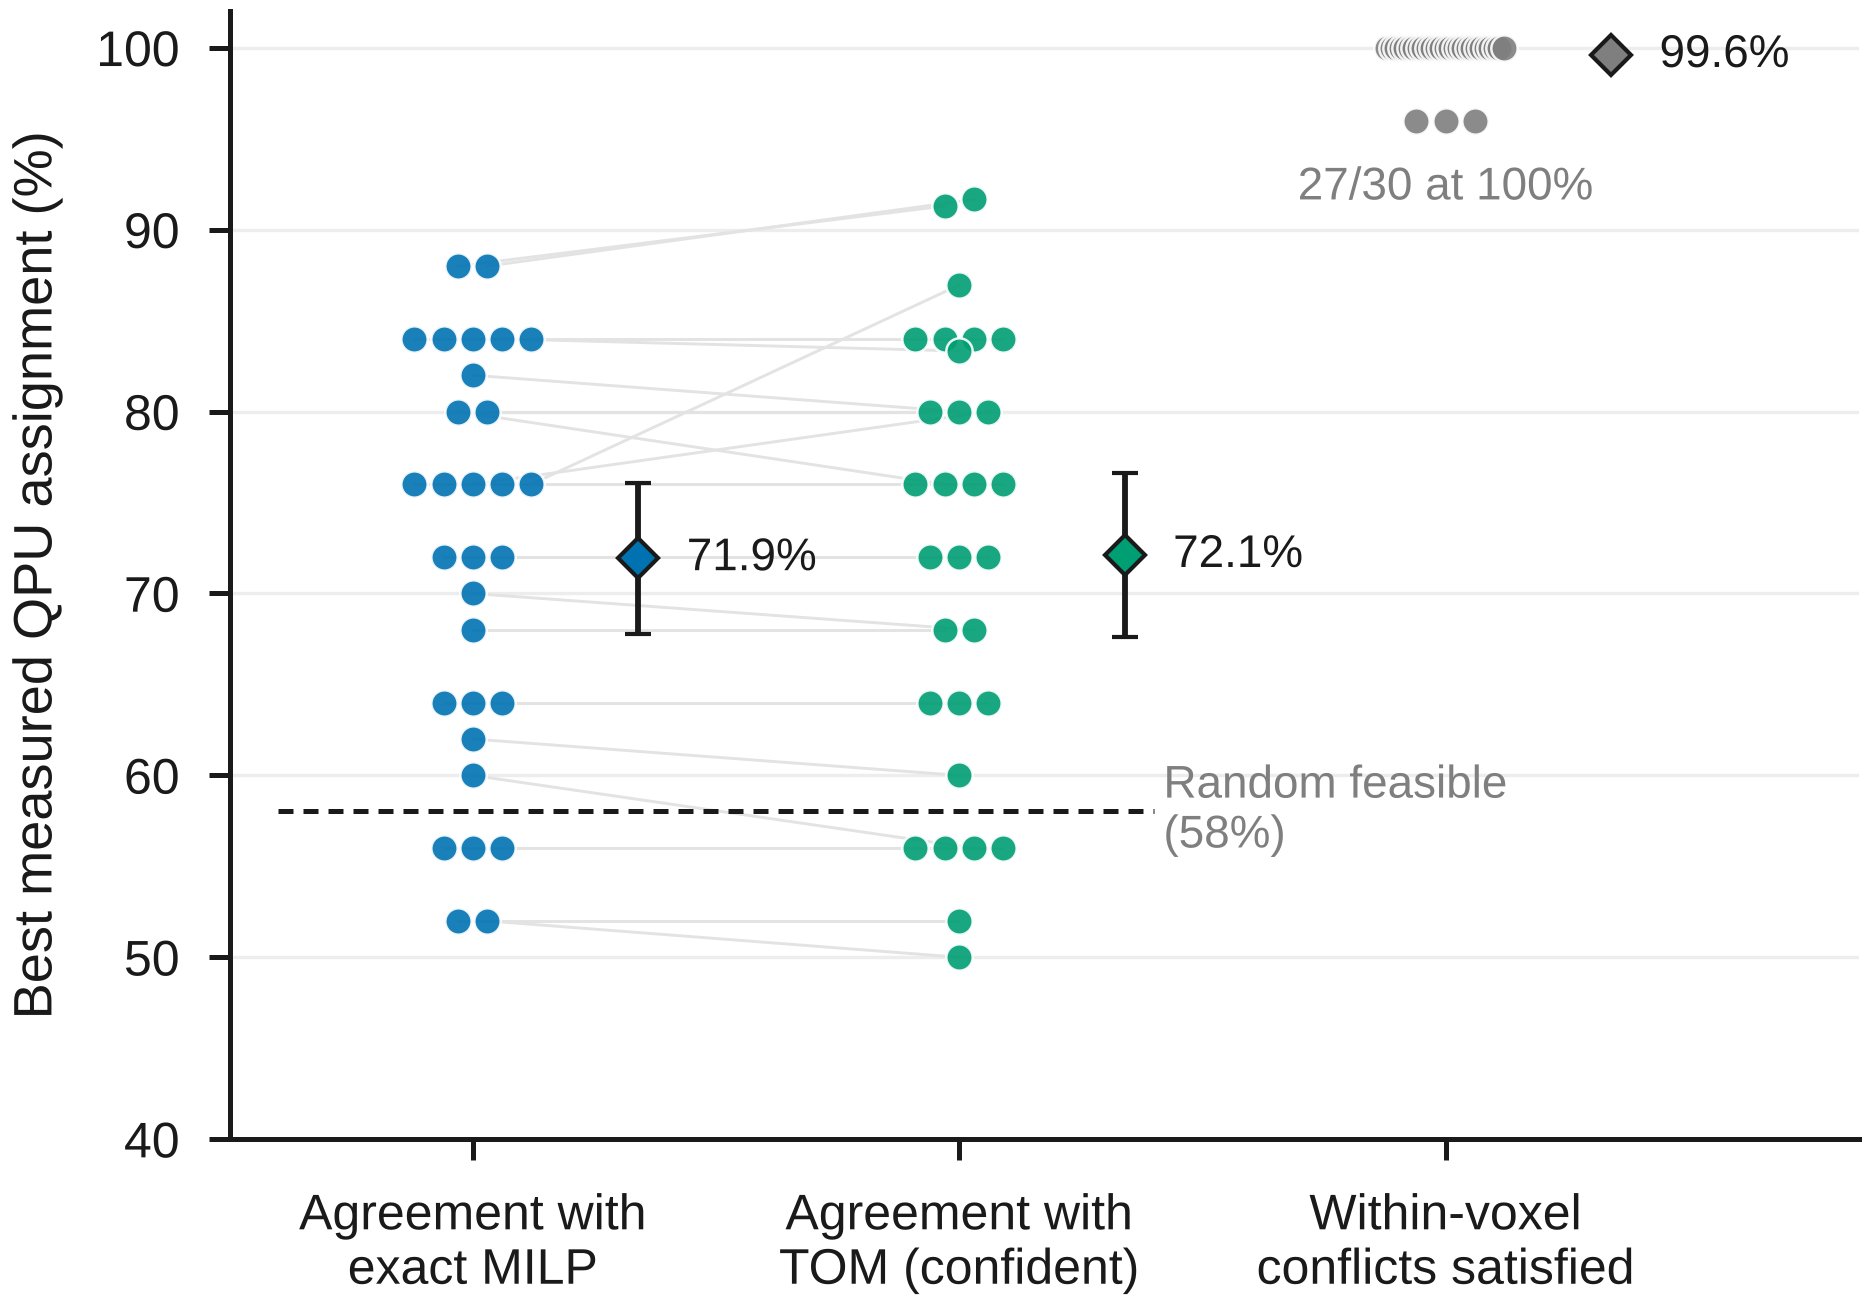 Best measured QPU assignment (%)
100
90
80
70
60
50
40
99.6%
27/30 at 100%
71.9%
72.1%
Random feasible
(58%)
Agreement with
exact MILP
Agreement with
TOM (confident)
Within-voxel
conflicts satisfied